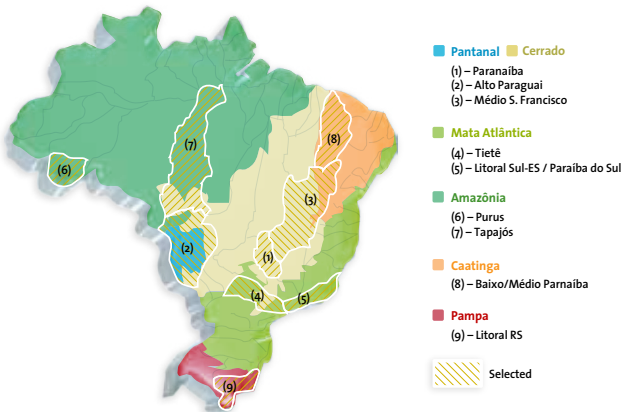 (7)
(8)
(6)
(3)
(2)
(1)
(4)
(5)
(9)
Pantanal Cerrado
(1) – Paranaíba
(2) – Alto Paraguai
(3) – Médio S. Francisco
Mata Atlântica
(4) – Tietê
(5) – Litoral Sul-ES / Paraíba do Sul
Amazônia
(6) – Purus
(7) – Tapajós
Caatinga
(8) – Baixo/Médio Parnaíba
Pampa
(9) – Litoral RS
Selected